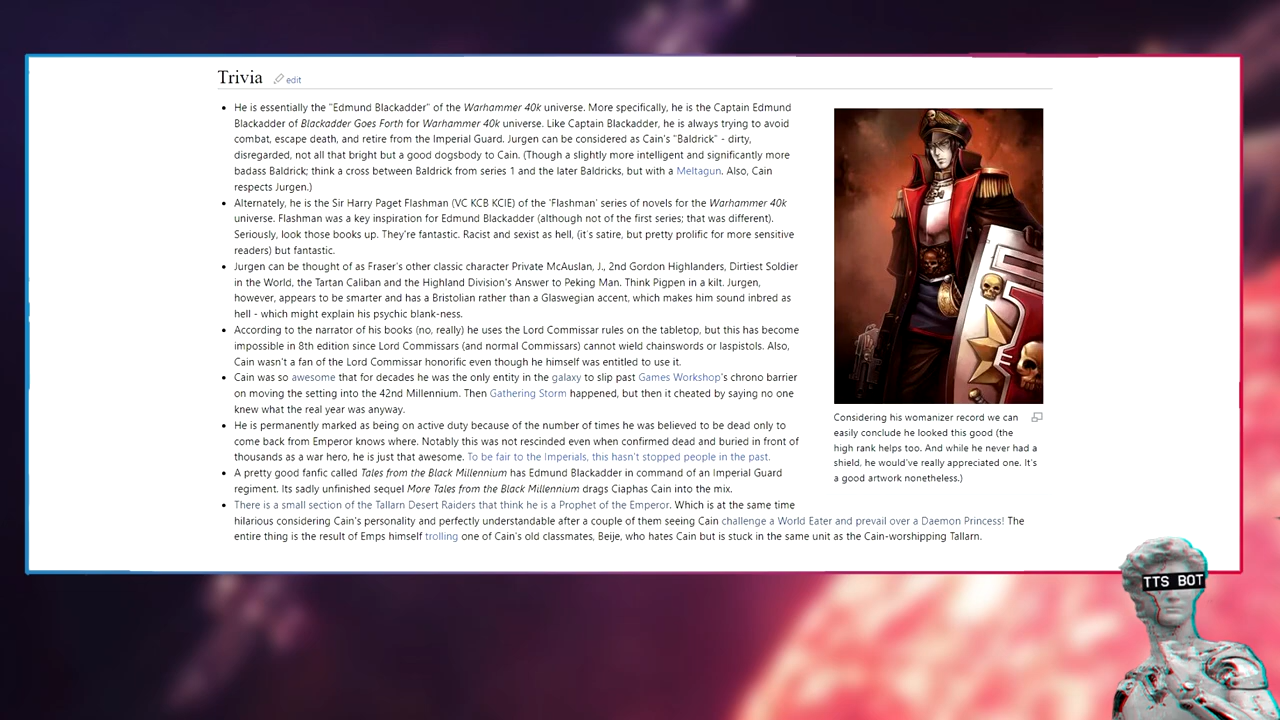 Trivia edit
He is essentially the "Edmund Blackadder" of the Warhammer 40k universe. More specifically, he is the Captain Edmund
Blackadder of Blackadder Goes Forth for Warhammer 40k universe. Like Captain Blackadder, he is always trying to avoid
combat, escape death, and retire from the Imperial Guard. Jurgen can be considered as Cain's "Baldrick" - dirty,
disregarded, not all that bright but a good dogsbody to Cain. (Though a slightly more intelligent and significantly more
badass Baldrick; think a cross between Baldrick from series 1 and the later Baldricks, but with a Meltagun. Also, Cain
respects Jurgen.)
Alternately, he is the Sir Harry Paget Flashman (VC KCB KCIE) of the 'Flashman' series of novels for the Warhammer 40k
universe. Flashman was a key inspiration for Edmund Blackadder (although not of the first series; that was different).
Seriously, look those books up. They're fantastic. Racist and sexist as hell, (it's satire, but pretty prolific for more sensitive
readers) but fantastic.
Jurgen can be thought of as Fraser's other classic character Private McAuslan, J., 2nd Gordon Highlanders, Dirtiest Soldier
in the World, the Tartan Caliban and the Highland Division's Answer to Peking Man. Think Pigpen in a kilt. Jurgen,
however, appears to be smarter and has a Bristolian rather than a Glaswegian accent, which makes him sound inbred as
hell - which might explain his psychic blank-ness.
According to the narrator of his books (no, really) he uses the Lord Commissar rules on the tabletop, but this has become
impossible in 8th edition since Lord Commissars (and normal Commissars) cannot wield chainswords or laspistols. Also,
Cain wasn't a fan of the Lord Commissar honorific even though he himself was entitled to use it.
Cain was so awesome that for decades he was the only entity in the galaxy to slip past Games Workshop's chrono barrier
on moving the setting into the 42nd Millennium. Then Gathering Storm happened, but then it cheated by saying no one
knew what the real year was anyway.
He is permanently marked as being on active duty because of the number of times he was believed to be dead only to
come back from Emperor knows where. Notably this was not rescinded even when confirmed dead and buried in front of
thousands as a war hero, he is just that awesome. To be fair to the Imperials, this hasn't stopped people in the past.
A pretty good fanfic called Tales from the Black Millennium has Edmund Blackadder in command of an Imperial Guard
regiment. Its sadly unfinished sequel More Tales from the Black Millennium drags Ciaphas Cain into the mix.
There is a small section of the Tallarn Desert Raiders that think he is a Prophet of the Emperor. Which is at the same time
hilarious considering Cain's personality and perfectly understandable after a couple of them seeing Cain challenge a World Eater and prevail over a Daemon Princess! The
entire thing is the result of Emps himself trolling one of Cain's old classmates, Beije, who hates Cain but is stuck in the same unit as the Cain-worshipping Tallarn.
Considering his womanizer record we can
easily conclude he looked this good (the
high rank helps too. And while he never had a
shield, he would've really appreciated one. It's
a good artwork nonetheless.)
TTS BOT